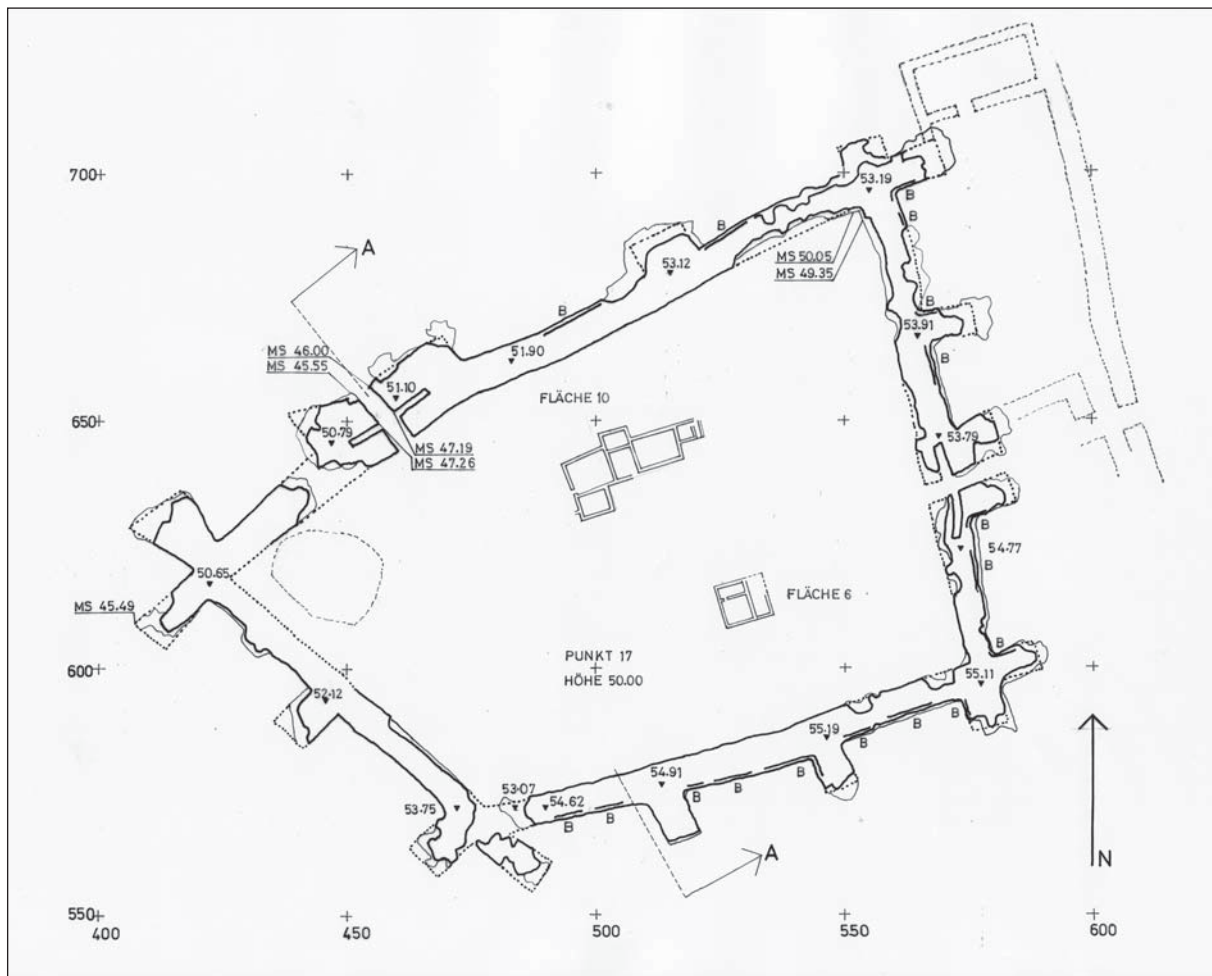 700
53.19
B
B
A
53.12
B
MS 50.05
MS 49.35
B
B
53.91
MS 46.00
MS 45.55
51.90
B
51.10
FLÄCHE 10
650
50.79
MS 47.19
MS 47.26
53.79
B
54.77
B
50.65
MS 45.49
FLÄCHE 6
600
PUNKT 17
HÖHE 50.00
B
55.11
52.12
55.19
B
B
B
54.91
B
B
B
53.07
53.75
54.62
B
B
A
N
550
400
450
500
550
600